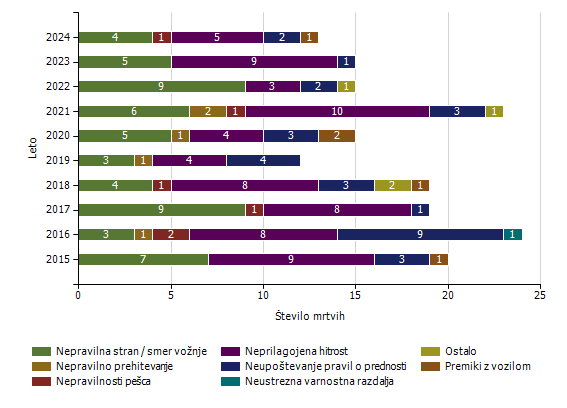 2024 4 1 5 2 1
2023 5 9 1
2022 9 3 2 1
2021 6 2 1 10 3 1
2020 5 1 4 3 2
2019 3 1 4 4
2018 4 1 8 3 2 1
2017 9 1 8 1
2016 3 1 2 8 9 1
2015 7 9 3 1
Leto
0 5 10 15 20 25
Število mrtvih
Nepravilna stran / smer vožnje Neprilagojena hitrost Ostalo
Nepravilno prehitevanje Neupoštevanje pravil o prednosti Premiki z vozilom
Nepravilnosti pešca Neustrezna varnostna razdalja